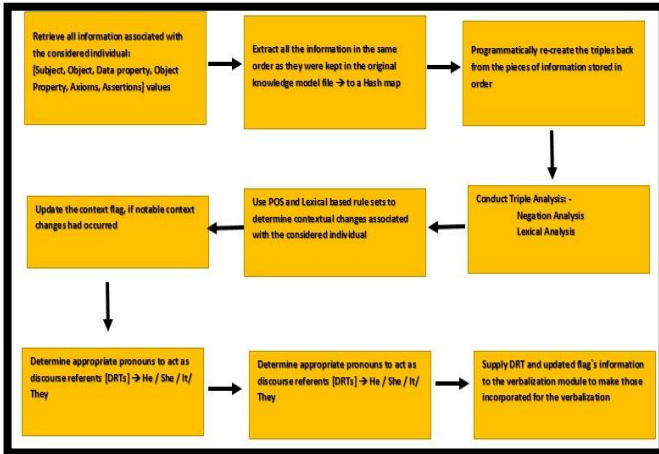 Retrieve all information associated with
the considered individual:
[Subject, Object, Data property, Object
Property, Axioms, Assertions] values
Extract all the information in the same
order as they were kept in the original
knowledge model file → to a Hash map
Programmatically re-create the triples back
from the pieces of information stored in
order
Conduct Triple Analysis: -
Negation Analysis
Lexical Analysis
Use POS and Lexical based rule sets to
determine contextual changes associated
with the considered individual
Update the context flag, if notable context
changes had occurred
Determine appropriate pronouns to act as
discourse referents [DRTs] → He / She / It/
They
Determine appropriate pronouns to act as
discourse referents [DRTs] → He / She / It/
They
Supply DRT and updated flag`s information
to the verbalization module to make those
incorporated for the verbalization